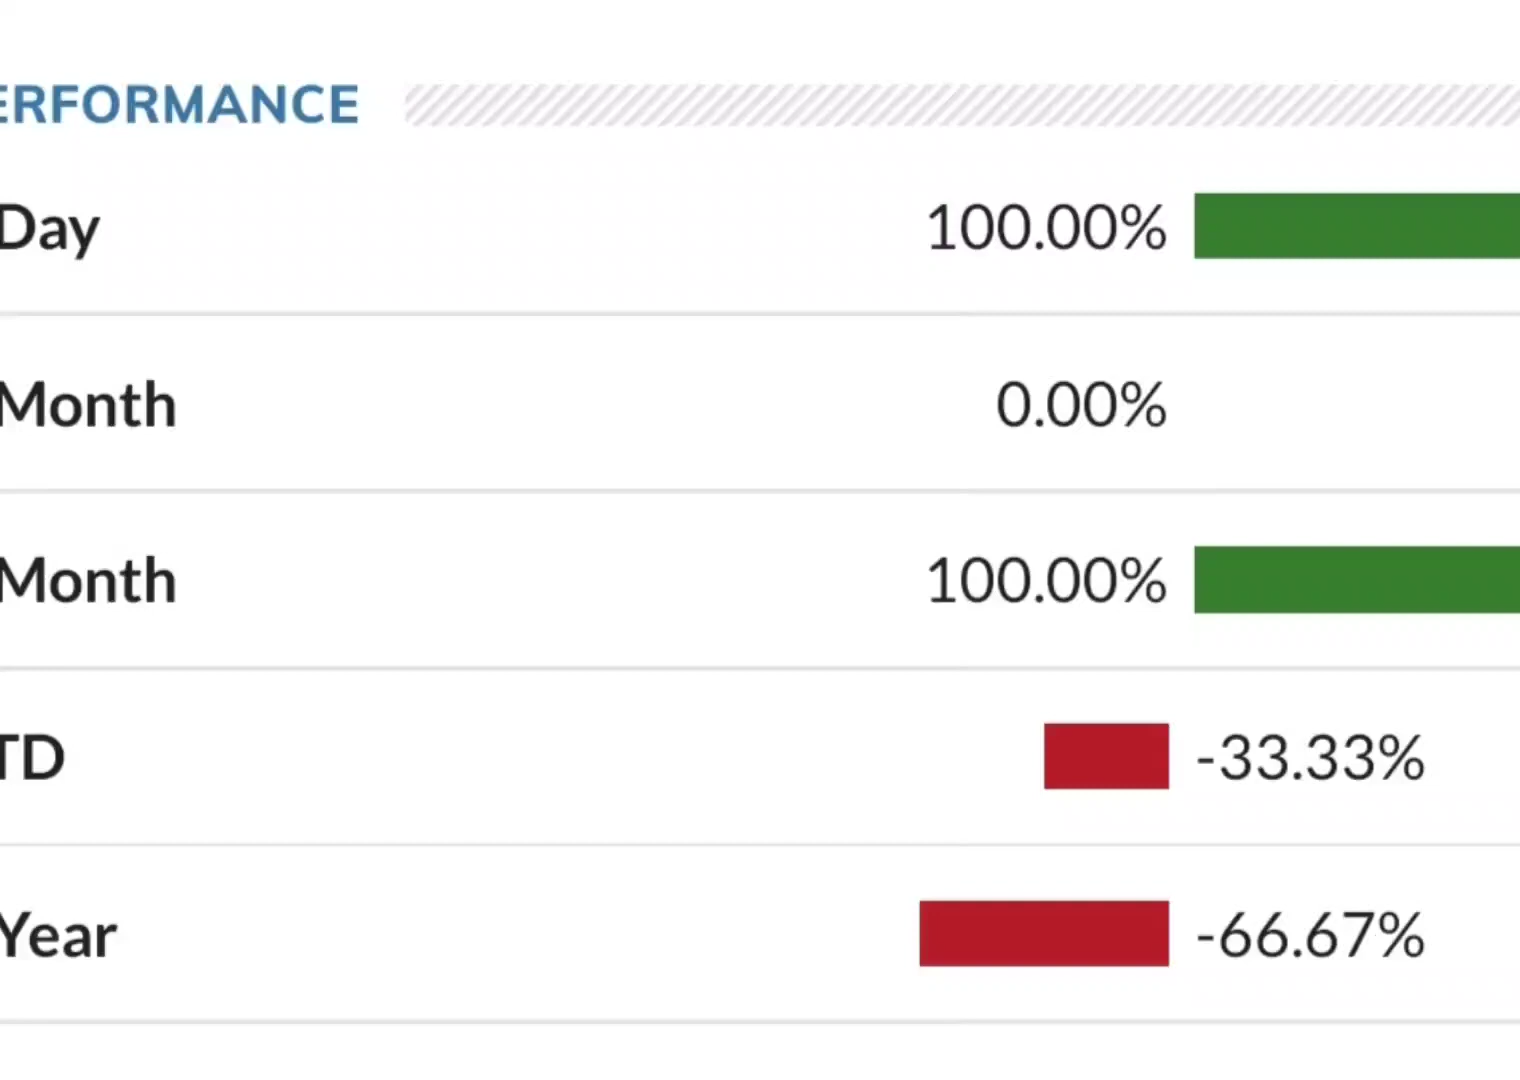 ERFORMANCE
Day 100.00%
Month 0.00%
Month 100.00%
TD -33.33%
Year -66.67%